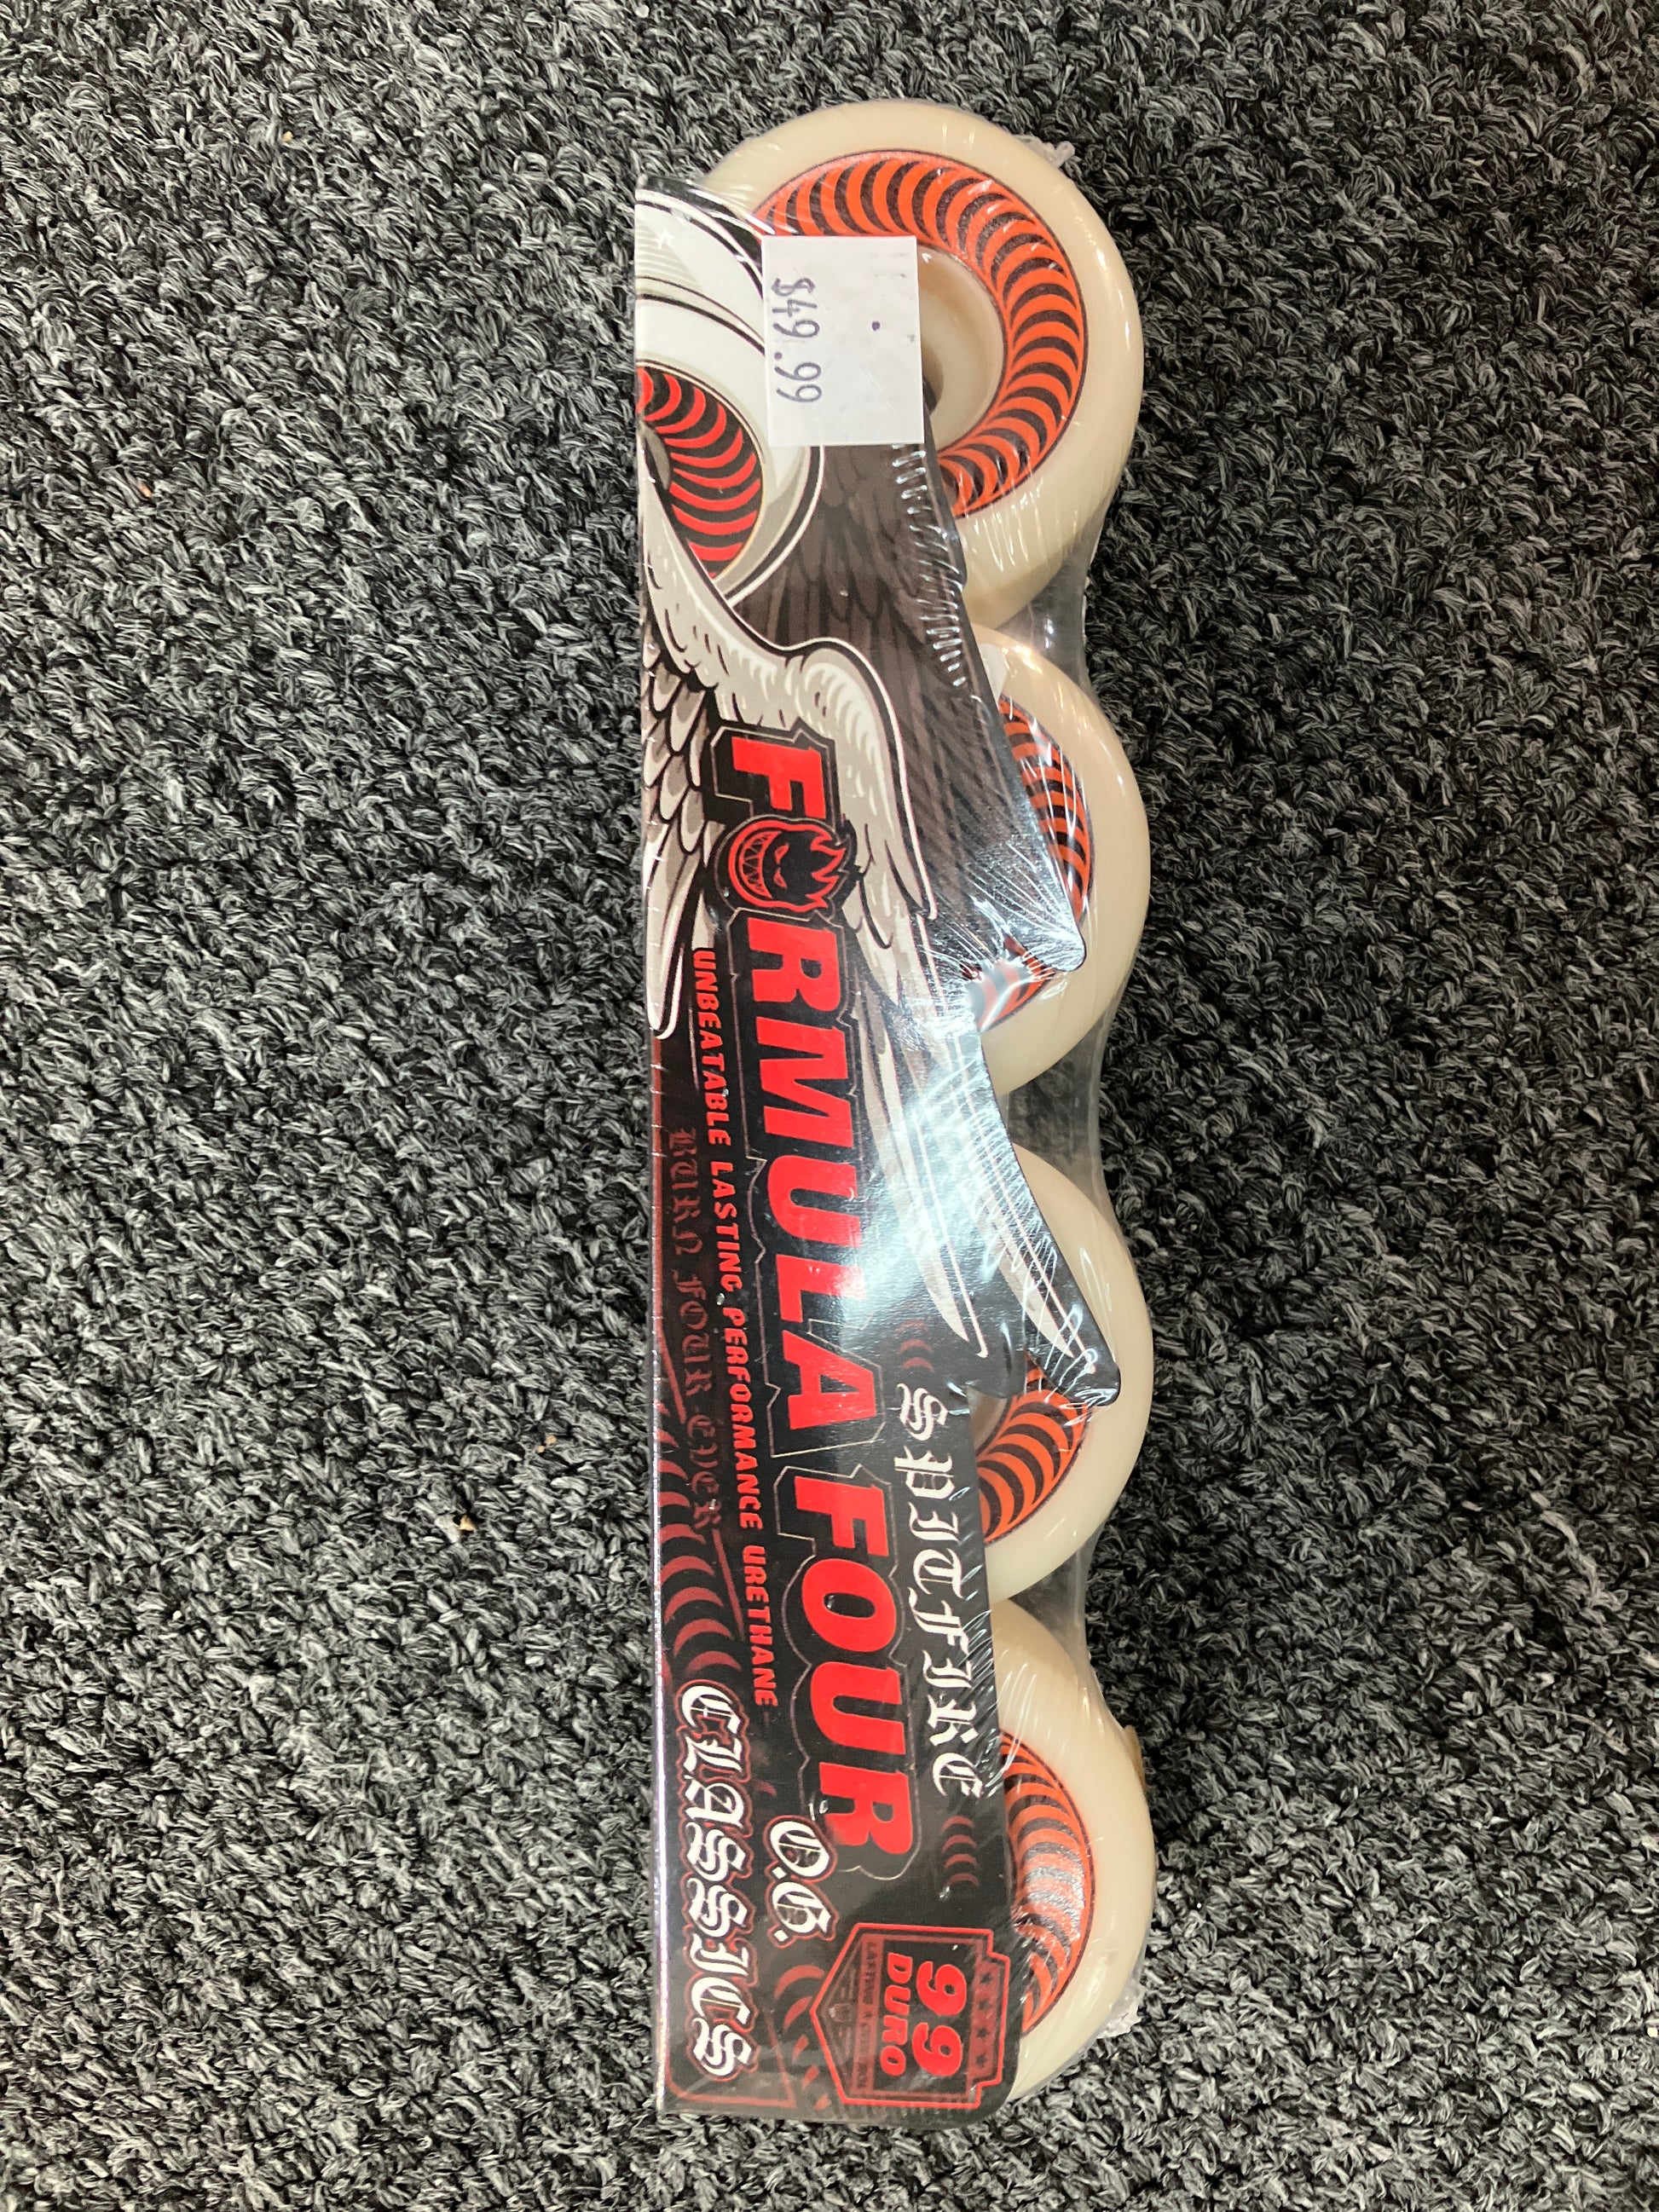 $49.99
SPITFIRE
FORMULA FOUR
UNBEATABLE LASTING PERFORMANCE URETHANE
BURN FOUR EVER
O.G.
CLASSICS
99
DURO